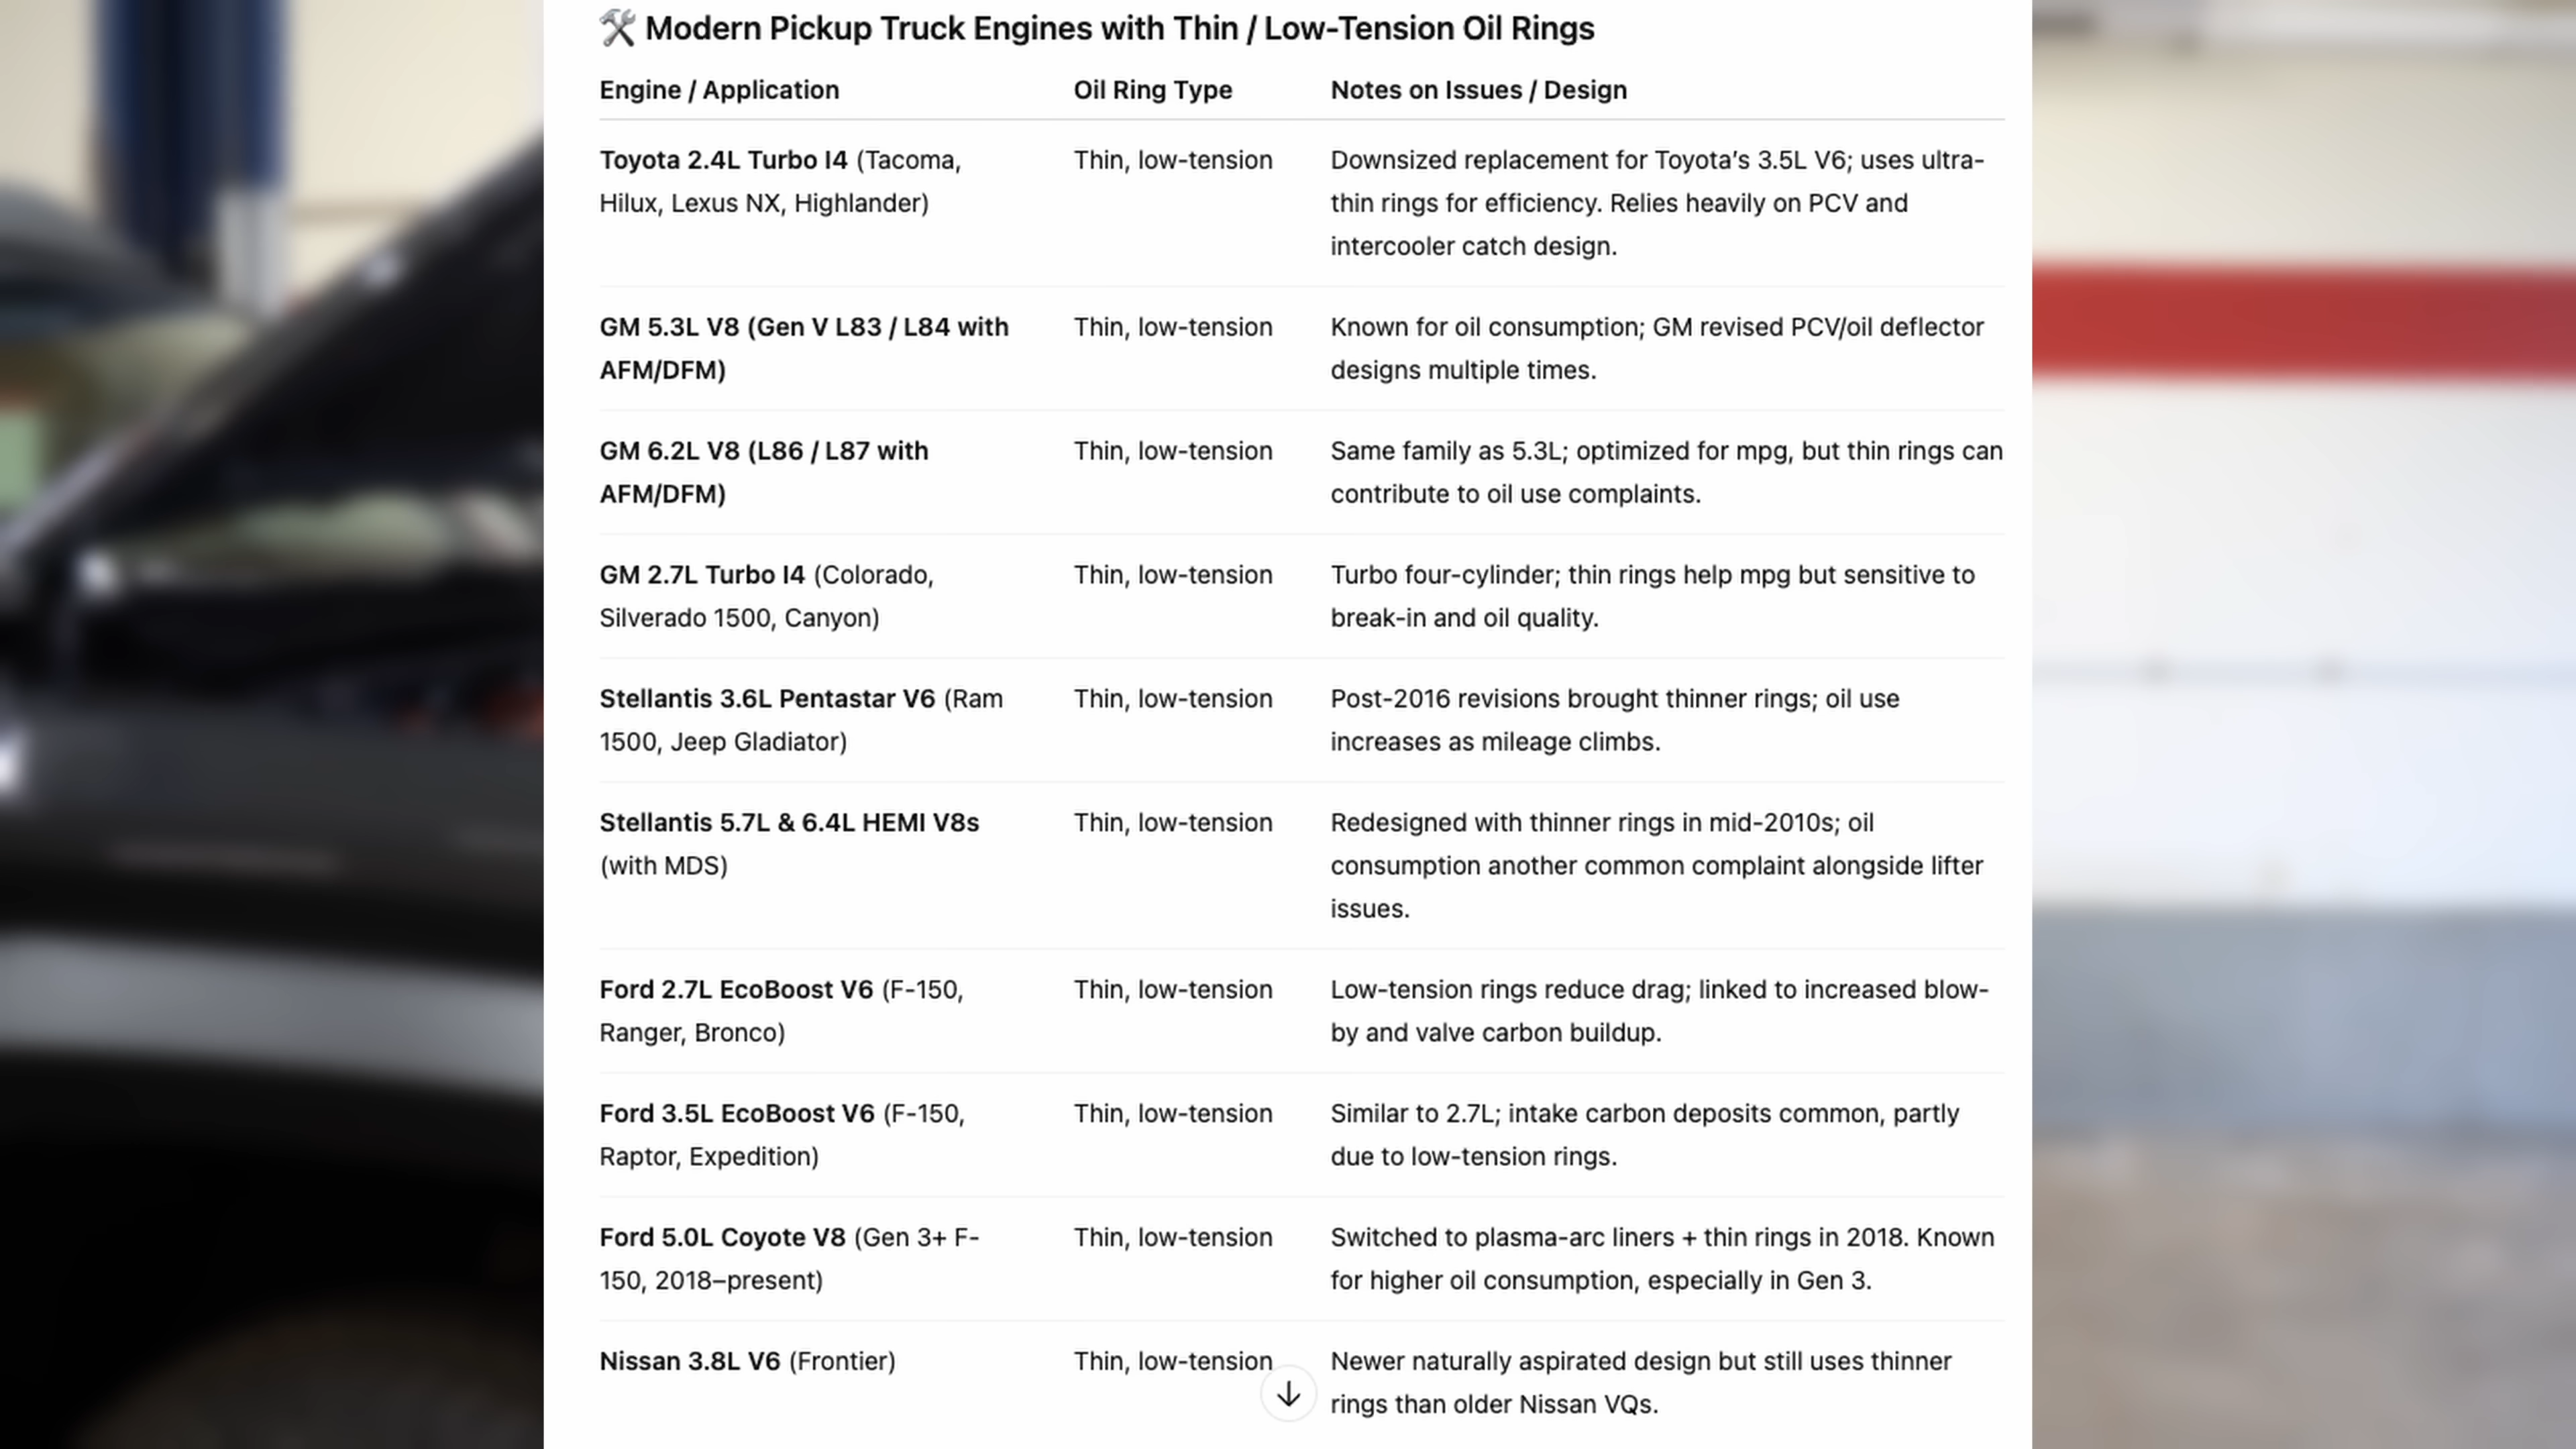 🛠️ Modern Pickup Truck Engines with Thin / Low-Tension Oil Rings
Engine / Application Oil Ring Type Notes on Issues / Design
Toyota 2.4L Turbo I4 (Tacoma, Thin, low-tension Downsized replacement for Toyota’s 3.5L V6; uses ultra-
Hilux, Lexus NX, Highlander) thin rings for efficiency. Relies heavily on PCV and
intercooler catch design.
GM 5.3L V8 (Gen V L83 / L84 with Thin, low-tension Known for oil consumption; GM revised PCV/oil deflector
AFM/DFM) designs multiple times.
GM 6.2L V8 (L86 / L87 with Thin, low-tension Same family as 5.3L; optimized for mpg, but thin rings can
AFM/DFM) contribute to oil use complaints.
GM 2.7L Turbo I4 (Colorado, Thin, low-tension Turbo four-cylinder; thin rings help mpg but sensitive to
Silverado 1500, Canyon) break-in and oil quality.
Stellantis 3.6L Pentastar V6 (Ram Thin, low-tension Post-2016 revisions brought thinner rings; oil use
1500, Jeep Gladiator) increases as mileage climbs.
Stellantis 5.7L & 6.4L HEMI V8s Thin, low-tension Redesigned with thinner rings in mid-2010s; oil
(with MDS) consumption another common complaint alongside lifter
issues.
Ford 2.7L EcoBoost V6 (F-150, Thin, low-tension Low-tension rings reduce drag; linked to increased blow-
Ranger, Bronco) by and valve carbon buildup.
Ford 3.5L EcoBoost V6 (F-150, Thin, low-tension Similar to 2.7L; intake carbon deposits common, partly
Raptor, Expedition) due to low-tension rings.
Ford 5.0L Coyote V8 (Gen 3+ F- Thin, low-tension Switched to plasma-arc liners + thin rings in 2018. Known
150, 2018–present) for higher oil consumption, especially in Gen 3.
Nissan 3.8L V6 (Frontier) Thin, low-tension Newer naturally aspirated design but still uses thinner
rings than older Nissan VQs.